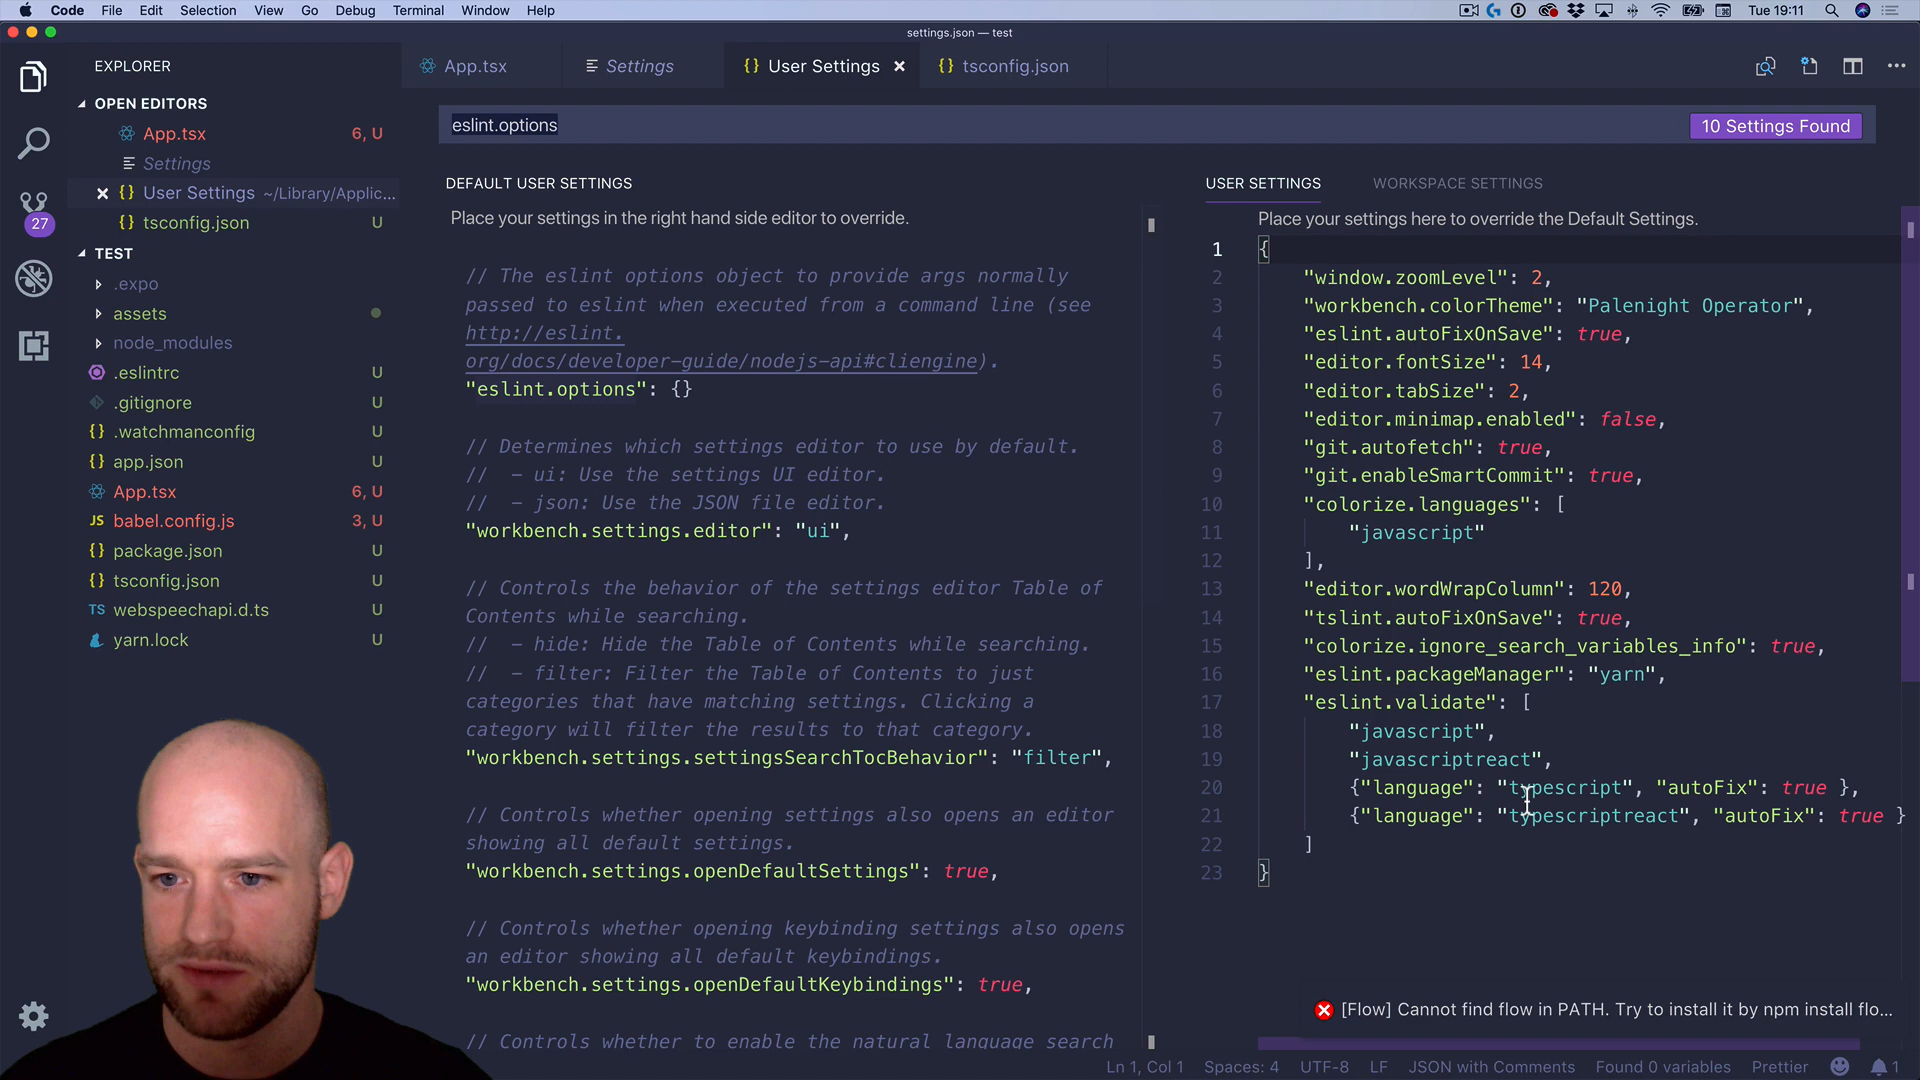 Code File Edit Selection View Go Debug Terminal Window Help
Tue 19:11
settings.json — test
EXPLORER
OPEN EDITORS
App.tsx 6, U
Settings
User Settings ~/Library/Applic...
tsconfig.json U
27
TEST
.expo
assets
node_modules
.eslintrc U
.gitignore U
.watchmanconfig U
app.json U
App.tsx 6, U
babel.config.js 3, U
package.json U
tsconfig.json U
webspeechapi.d.ts U
yarn.lock U
App.tsx
Settings
User Settings
tsconfig.json
eslint.options
10 Settings Found
DEFAULT USER SETTINGS
Place your settings in the right hand side editor to override.
// The eslint options object to provide args normally
passed to eslint when executed from a command line (see
http://eslint.
org/docs/developer-guide/nodejs-api#cliengine).
"eslint.options": {}
// Determines which settings editor to use by default.
//  - ui: Use the settings UI editor.
//  - json: Use the JSON file editor.
"workbench.settings.editor": "ui",
// Controls the behavior of the settings editor Table of
Contents while searching.
//  - hide: Hide the Table of Contents while searching.
//  - filter: Filter the Table of Contents to just
categories that have matching settings. Clicking a
category will filter the results to that category.
"workbench.settings.settingsSearchTocBehavior": "filter",
// Controls whether opening settings also opens an editor
showing all default settings.
"workbench.settings.openDefaultSettings": true,
// Controls whether opening keybinding settings also opens
an editor showing all default keybindings.
"workbench.settings.openDefaultKeybindings": true,
// Controls whether to enable the natural language search
USER SETTINGS
WORKSPACE SETTINGS
Place your settings here to override the Default Settings.
1 {
2 "window.zoomLevel": 2,
3 "workbench.colorTheme": "Palenight Operator",
4 "eslint.autoFixOnSave": true,
5 "editor.fontSize": 14,
6 "editor.tabSize": 2,
7 "editor.minimap.enabled": false,
8 "git.autofetch": true,
9 "git.enableSmartCommit": true,
10 "colorize.languages": [
11 "javascript"
12 ],
13 "editor.wordWrapColumn": 120,
14 "tslint.autoFixOnSave": true,
15 "colorize.ignore_search_variables_info": true,
16 "eslint.packageManager": "yarn",
17 "eslint.validate": [
18 "javascript",
19 "javascriptreact",
20 {"language": "typescript", "autoFix": true },
21 {"language": "typescriptreact", "autoFix": true }
22 ]
23 }
[Flow] Cannot find flow in PATH. Try to install it by npm install flo...
Ln 1, Col 1 Spaces: 4 UTF-8 LF JSON with Comments Found 0 variables Prettier 1